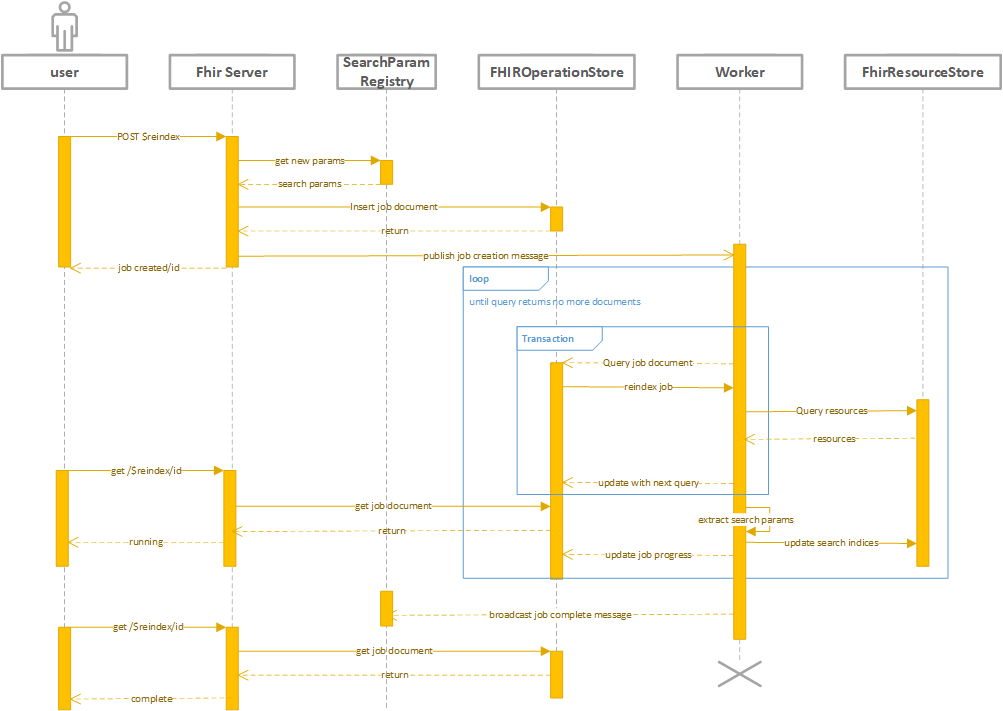 user
Fhir Server
SearchParam
Registry
FHIROperationStore
Worker
FhirResourceStore
POST $reindex
get new params
search params
Insert job document
return
publish job creation message
job created/id
loop
until query returns no more documents
Transaction
Query job document
reindex job
Query resources
resources
get /$reindex/id
update with next query
get job document
extract search params
return
running
update search indices
update job progress
broadcast job complete message
get /$reindex/id
get job document
return
complete